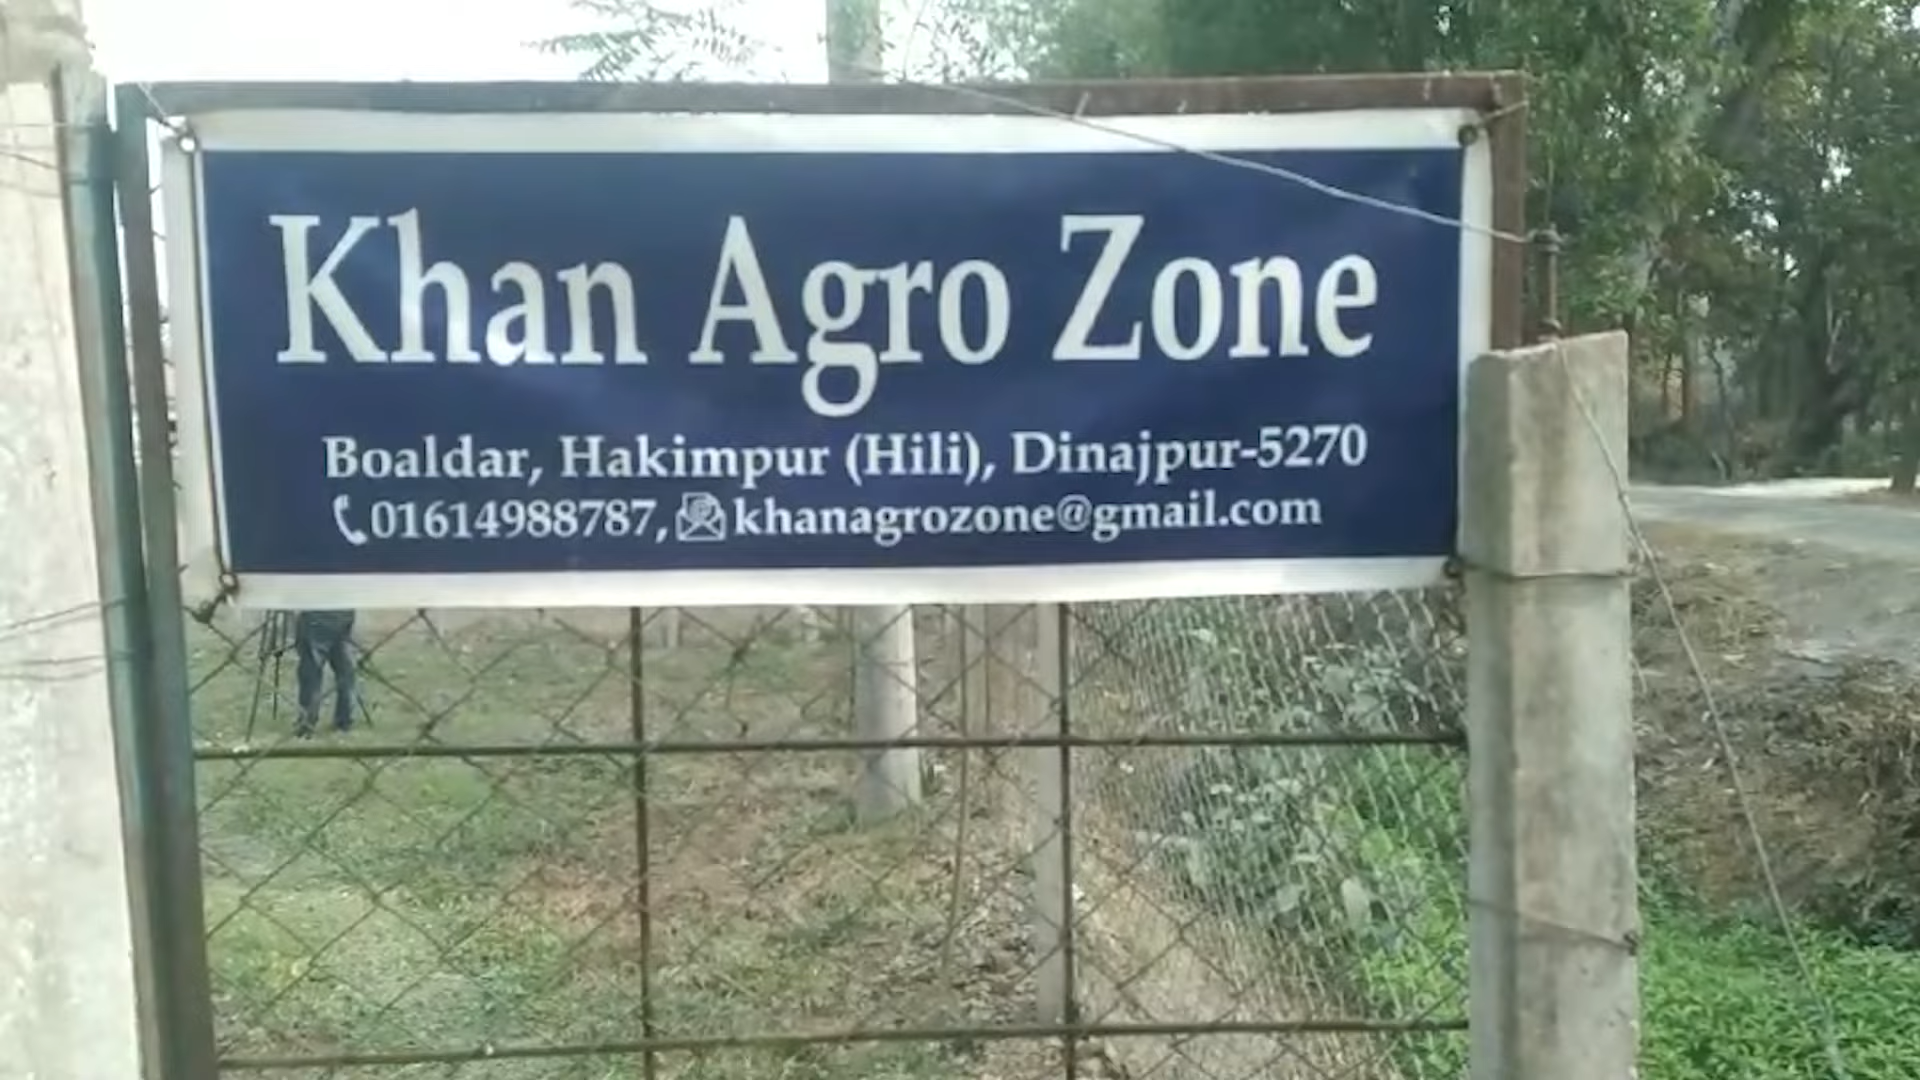 Khan Agro Zone
Boaldar, Hakimpur (Hili), Dinajpur-5270
01614988787, khanagrozone@gmail.com